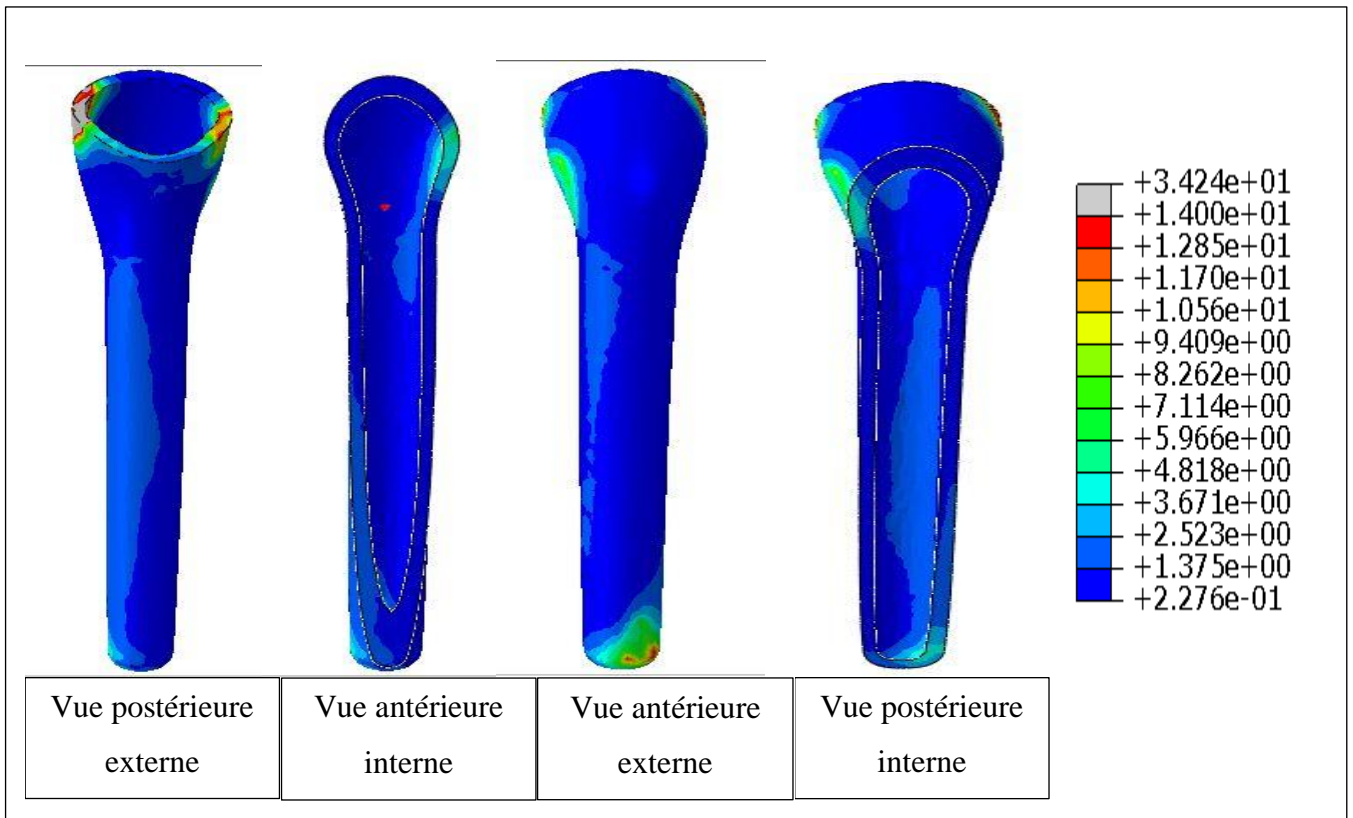 +3.424e+01
+1.400e+01
+1.285e+01
+1.170e+01
+1.056e+01
+9.409e+00
+8.262e+00
+7.114e+00
+5.966e+00
+4.818e+00
+3.671e+00
+2.523e+00
+1.375e+00
+2.276e-01
Vue postérieure
externe
Vue antérieure
interne
Vue antérieure
externe
Vue postérieure
interne